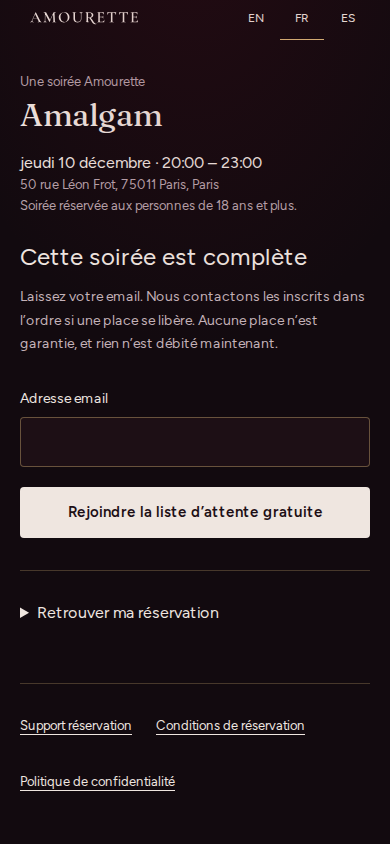 AMOURETTE
EN FR ES
Une soirée Amourette
Amalgam
jeudi 10 décembre · 20:00 – 23:00
50 rue Léon Frot, 75011 Paris, Paris
Soirée réservée aux personnes de 18 ans et plus.
Cette soirée est complète
Laissez votre email. Nous contactons les inscrits dans
l’ordre si une place se libère. Aucune place n’est
garantie, et rien n’est débité maintenant.
Adresse email
Rejoindre la liste d’attente gratuite
Retrouver ma réservation
Support réservation Conditions de réservation
Politique de confidentialité